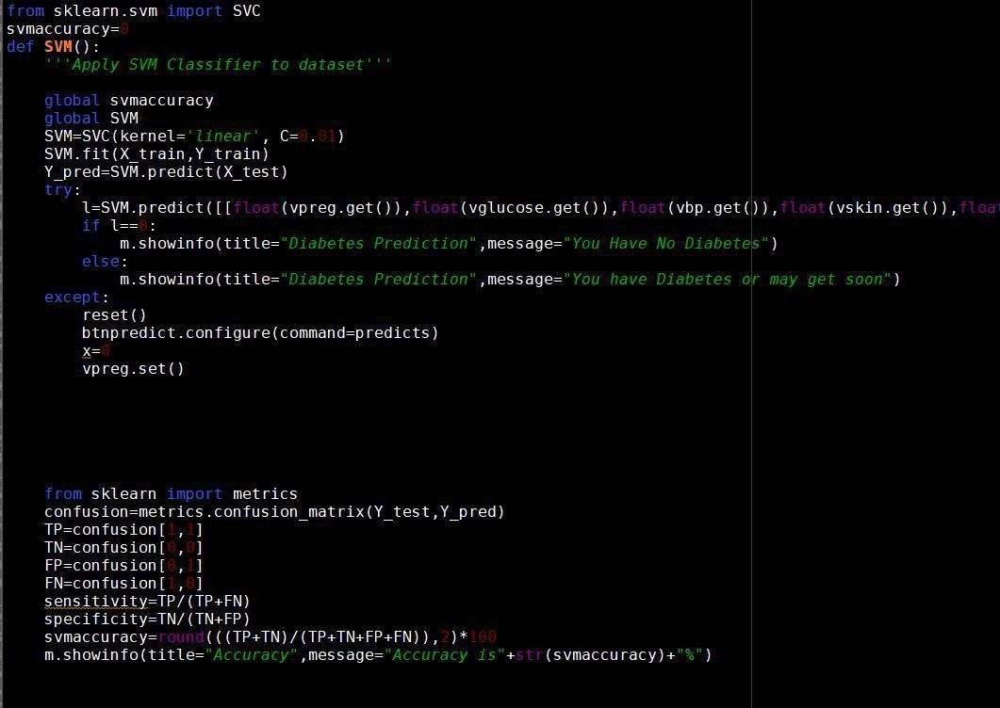 from sklearn.svm import SVC
svmaccuracy=0
def SVM():
    '''Apply SVM Classifier to dataset'''
    global svmaccuracy
    global SVM
    SVM=SVC(kernel='linear', C=0.01)
    SVM.fit(X_train,Y_train)
    Y_pred=SVM.predict(X_test)
    try:
        l=SVM.predict([[float(vpreg.get()),float(vglucose.get()),float(vbp.get()),float(vskin.get()),floa
        if l==0:
            m.showinfo(title="Diabetes Prediction",message="You Have No Diabetes")
        else:
            m.showinfo(title="Diabetes Prediction",message="You have Diabetes or may get soon")
    except:
        reset()
        btnpredict.configure(command=predicts)
        x=0
        vpreg.set()
    from sklearn import metrics
    confusion=metrics.confusion_matrix(Y_test,Y_pred)
    TP=confusion[1,1]
    TN=confusion[0,0]
    FP=confusion[0,1]
    FN=confusion[1,0]
    sensitivity=TP/(TP+FN)
    specificity=TN/(TN+FP)
    svmaccuracy=round(((TP+TN)/(TP+TN+FP+FN)),2)*100
    m.showinfo(title="Accuracy",message="Accuracy is"+str(svmaccuracy)+"%")